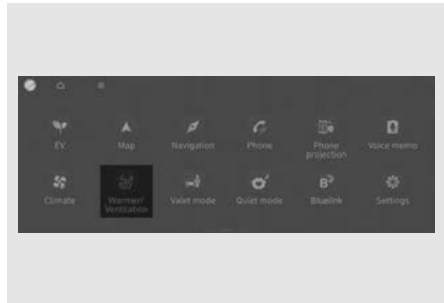 EV
Map
Navigation
Phone
Phone
projection
Voice memo
Climate
Warmer/
Ventilation
Valet mode
Quiet mode
Bluelink
Settings